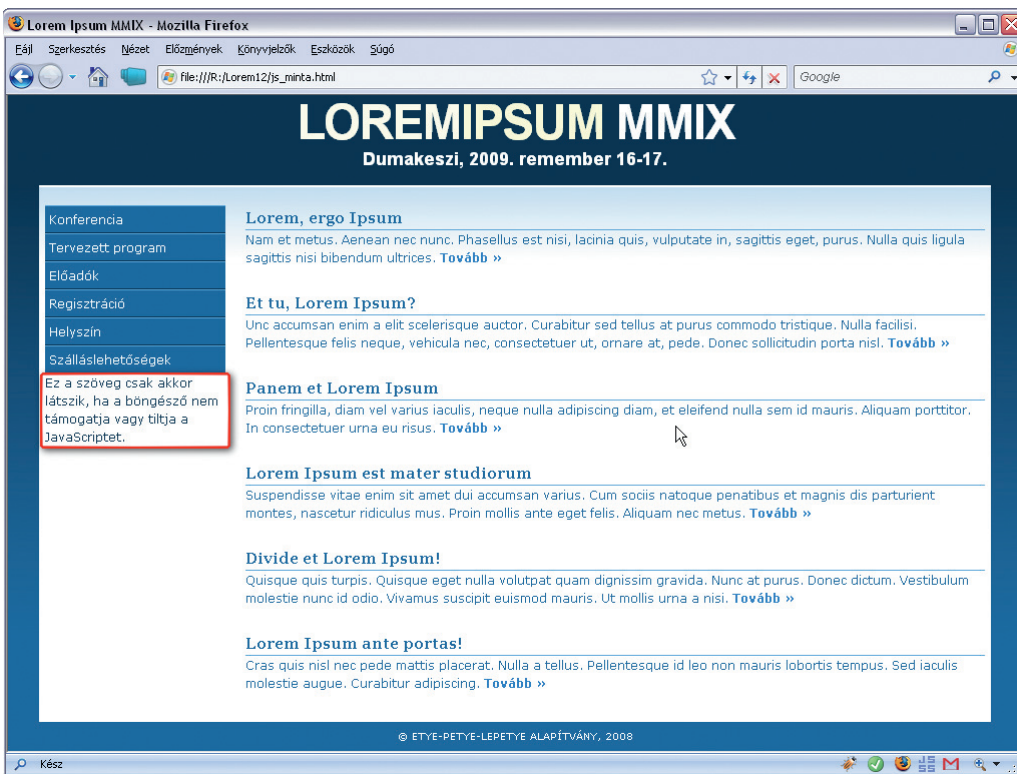 Lorem Ipsum MMIX - Mozilla Firefox
Fájl Szerkesztés Nézet Előzmények Könyvjelzők Eszközök Súgó
file:///R:/Lorem12/js_minta.html
Google
LOREMIPSUM MMIX
Dumakeszi, 2009. remember 16-17.
Konferencia
Tervezett program
Előadók
Regisztráció
Helyszín
Szálláslehetőségek
Ez a szöveg csak akkor
látszik, ha a böngésző nem
támogatja vagy tiltja a
JavaScriptet.
Lorem, ergo Ipsum
Nam et metus. Aenean nec nunc. Phasellus est nisi, lacinia quis, vulputate in, sagittis eget, purus. Nulla quis ligula
sagittis nisi bibendum ultrices. Tovább »
Et tu, Lorem Ipsum?
Unc accumsan enim a elit scelerisque auctor. Curabitur sed tellus at purus commodo tristique. Nulla facilisi.
Pellentesque felis neque, vehicula nec, consectetuer ut, ornare at, pede. Donec sollicitudin porta nisl. Tovább »
Panem et Lorem Ipsum
Proin fringilla, diam vel varius iaculis, neque nulla adipiscing diam, et eleifend nulla sem id mauris. Aliquam porttitor.
In consectetuer urna eu risus. Tovább »
Lorem Ipsum est mater studiorum
Suspendisse vitae enim sit amet dui accumsan varius. Cum sociis natoque penatibus et magnis dis parturient
montes, nascetur ridiculus mus. Proin mollis ante eget felis. Aliquam nec metus. Tovább »
Divide et Lorem Ipsum!
Quisque quis turpis. Quisque eget nulla volutpat quam dignissim gravida. Nunc at purus. Donec dictum. Vestibulum
molestie nunc id odio. Vivamus suscipit euismod mauris. Ut mollis urna a nisi. Tovább »
Lorem Ipsum ante portas!
Cras quis nisl nec pede mattis placerat. Nulla a tellus. Pellentesque id leo non mauris lobortis tempus. Sed iaculis
molestie augue. Curabitur adipiscing. Tovább »
© ETYE-PETYE-LEPETYE ALAPÍTVÁNY, 2008
Kész